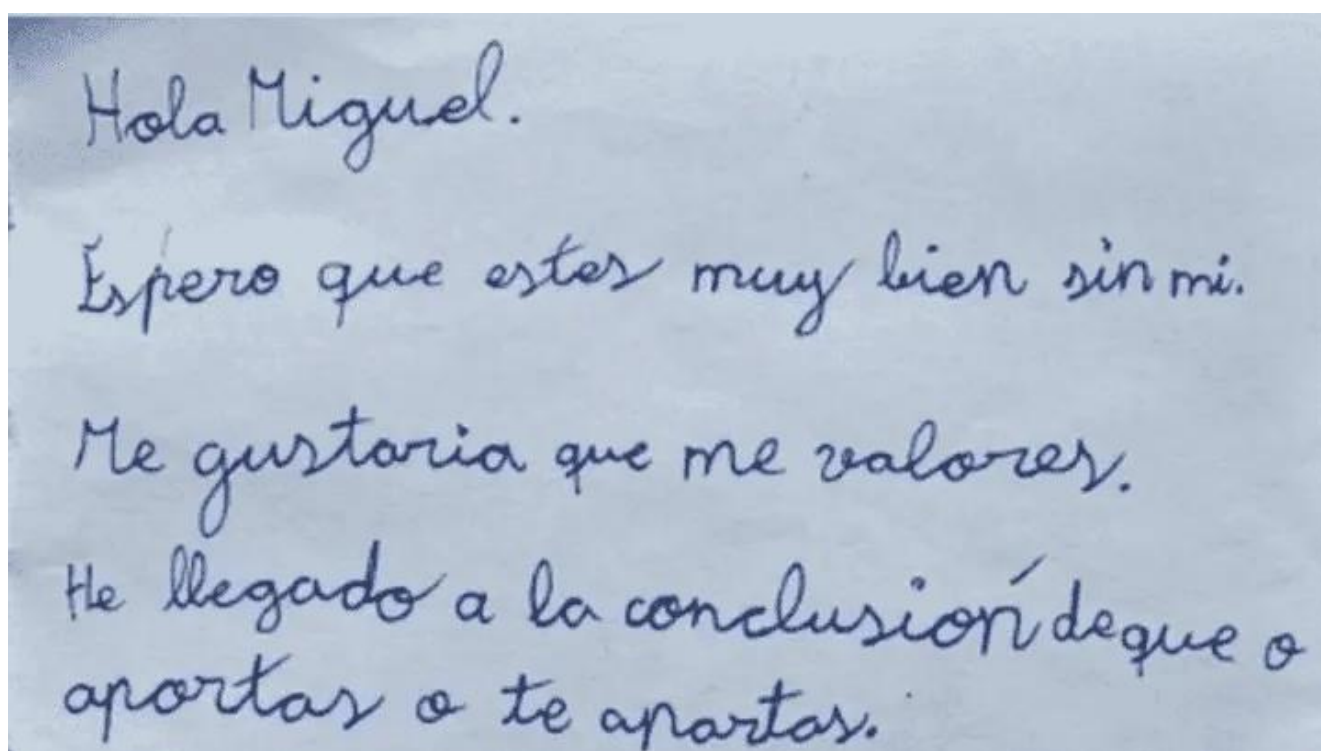 Hola Miguel.
Espero que estes muy bien sin mi.
Me gustaria que me valores.
He llegado a la conclusión de que o
aportas o te apartas.